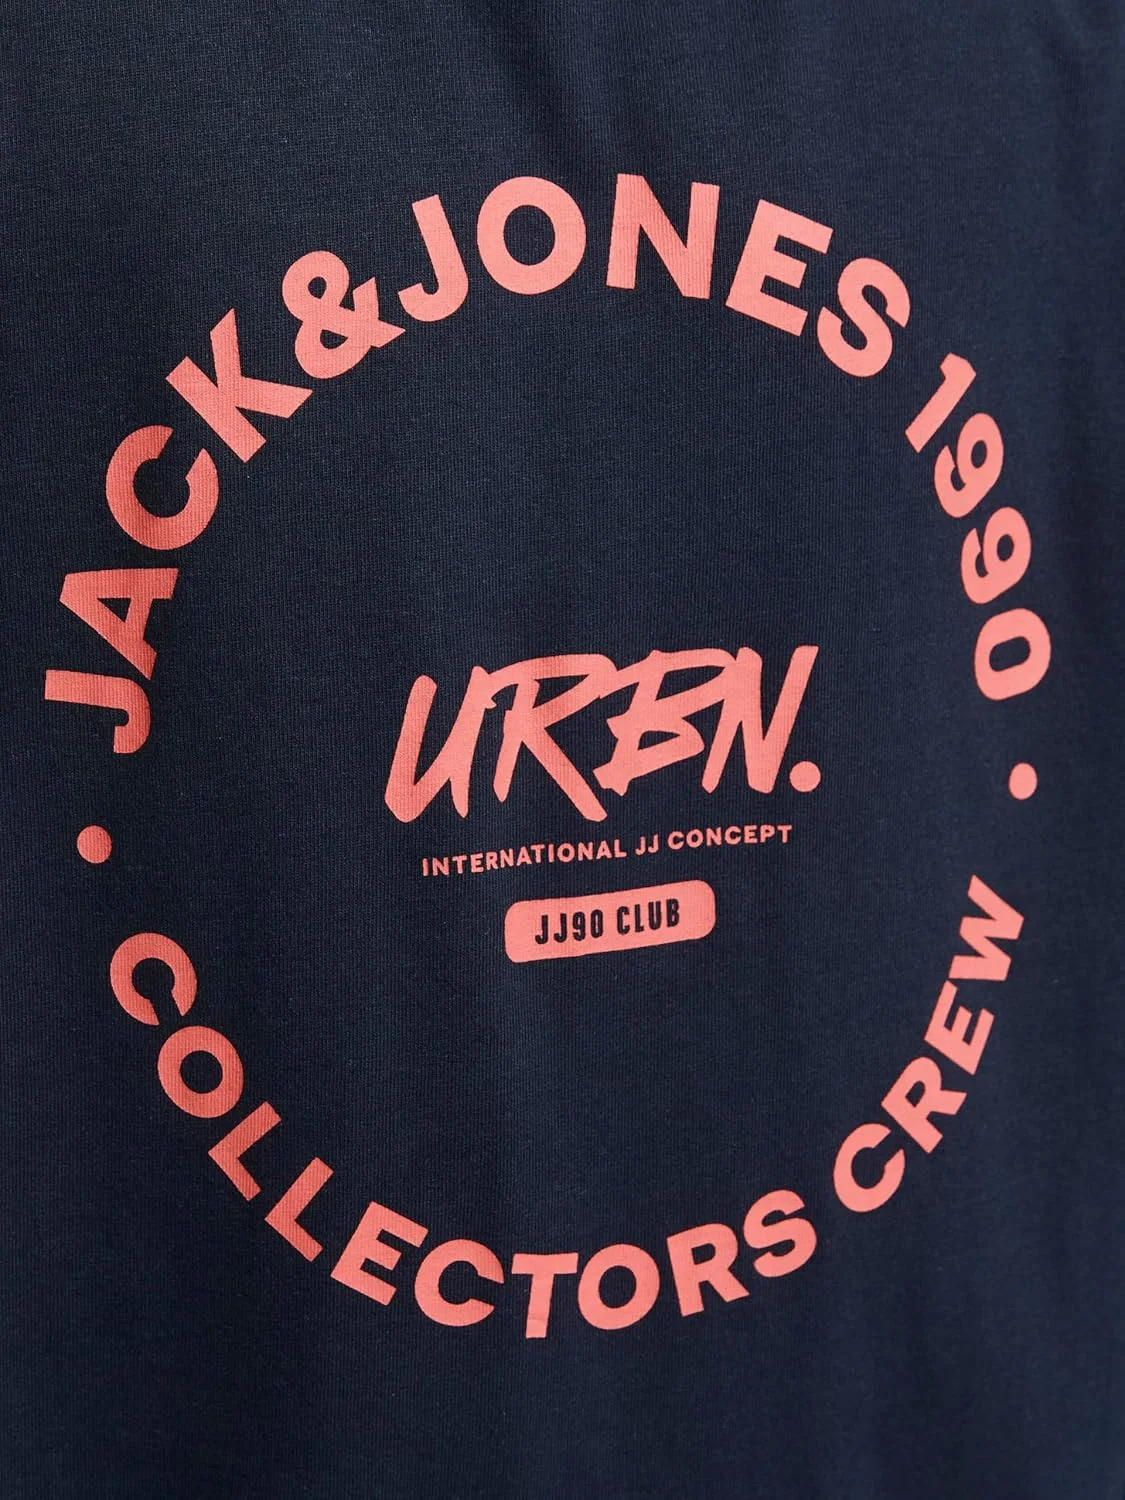 JACK&JONES 1990
URBN.
INTERNATIONAL JJ CONCEPT
JJ90 CLUB
COLLECTORS CREW